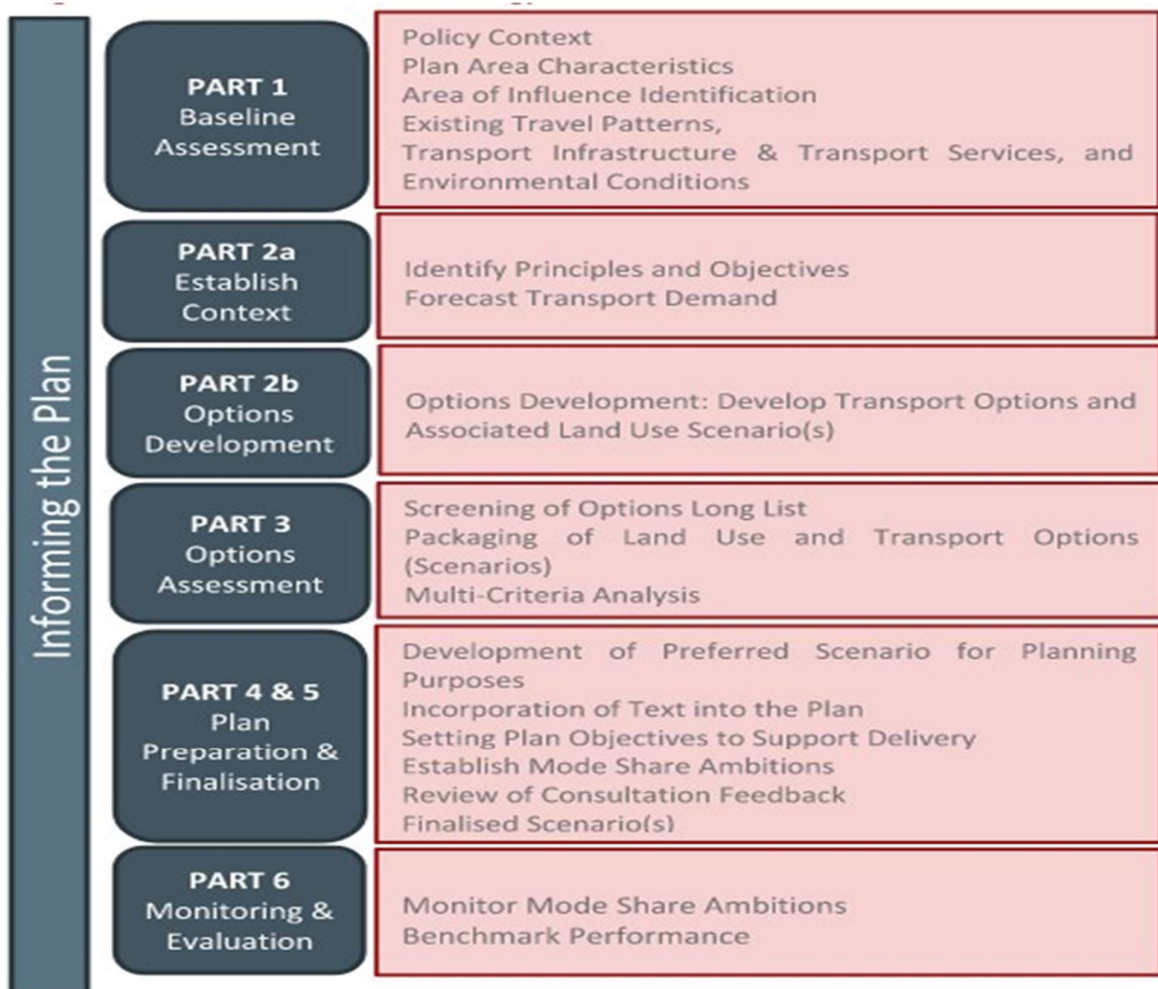 Informing the Plan
PART 1
Baseline
Assessment
Policy Context
Plan Area Characteristics
Area of Influence Identification
Existing Travel Patterns,
Transport Infrastructure & Transport Services, and
Environmental Conditions
PART 2a
Establish
Context
Identify Principles and Objectives
Forecast Transport Demand
PART 2b
Options
Development
Options Development: Develop Transport Options and
Associated Land Use Scenario(s)
PART 3
Options
Assessment
Screening of Options Long List
Packaging of Land Use and Transport Options
(Scenarios)
Multi-Criteria Analysis
PART 4 & 5
Plan
Preparation &
Finalisation
Development of Preferred Scenario for Planning
Purposes
Incorporation of Text into the Plan
Setting Plan Objectives to Support Delivery
Establish Mode Share Ambitions
Review of Consultation Feedback
Finalised Scenario(s)
PART 6
Monitoring &
Evaluation
Monitor Mode Share Ambitions
Benchmark Performance